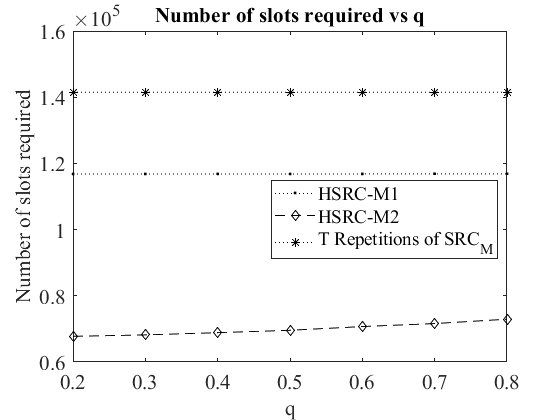 Number of slots required vs q
×10^5
1.6
1.4
1.2
1
0.8
0.6
Number of slots required
HSRC-M1
HSRC-M2
T Repetitions of SRC_M
0.2 0.3 0.4 0.5 0.6 0.7 0.8
q